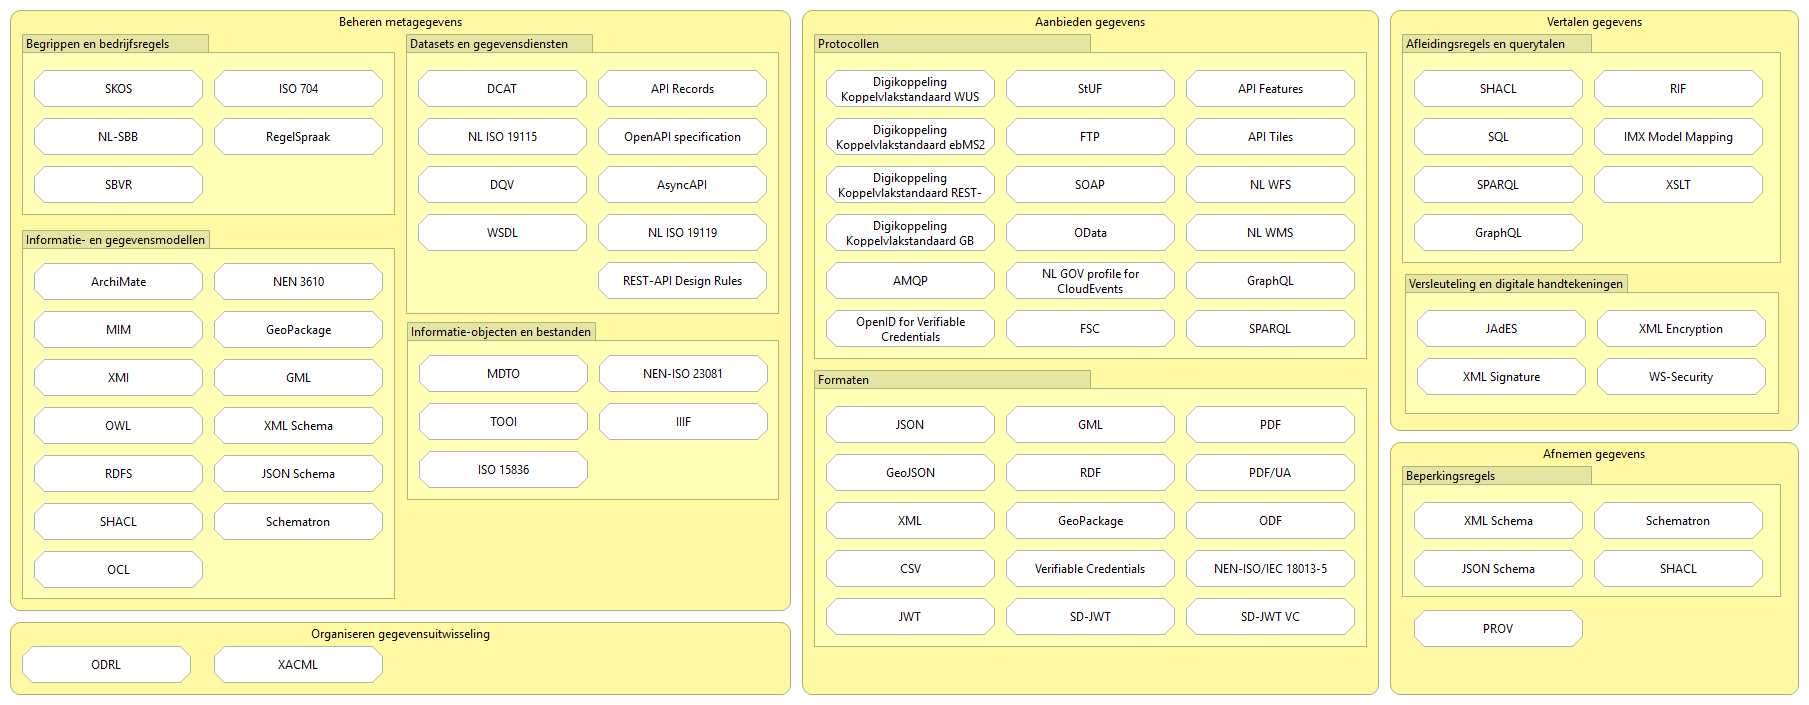 Beheren metagegevens
Begrippen en bedrijfsregels
SKOS
ISO 704
NL-SBB
RegelSpraak
SBVR
Informatie- en gegevensmodellen
ArchiMate
NEN 3610
MIM
GeoPackage
XMI
GML
OWL
XML Schema
RDFS
JSON Schema
SHACL
Schematron
OCL
Datasets en gegevensdiensten
DCAT
API Records
NL ISO 19115
OpenAPI specification
DQV
AsyncAPI
WSDL
NL ISO 19119
REST-API Design Rules
Informatie-objecten en bestanden
MDTO
NEN-ISO 23081
TOOI
IIIF
ISO 15836
Organiseren gegevensuitwisseling
ODRL
XACML
Aanbieden gegevens
Protocollen
Digikoppeling
Koppelvlakstandaard WUS
StUF
API Features
Digikoppeling
Koppelvlakstandaard ebMS2
FTP
API Tiles
Digikoppeling
Koppelvlakstandaard REST-
SOAP
NL WFS
Digikoppeling
Koppelvlakstandaard GB
OData
NL WMS
AMQP
NL GOV profile for
CloudEvents
GraphQL
OpenID for Verifiable
Credentials
FSC
SPARQL
Formaten
JSON
GML
PDF
GeoJSON
RDF
PDF/UA
XML
GeoPackage
ODF
CSV
Verifiable Credentials
NEN-ISO/IEC 18013-5
JWT
SD-JWT
SD-JWT VC
Vertalen gegevens
Afleidingsregels en querytalen
SHACL
RIF
SQL
IMX Model Mapping
SPARQL
XSLT
GraphQL
Versleuteling en digitale handtekeningen
JAdES
XML Encryption
XML Signature
WS-Security
Afnemen gegevens
Beperkingsregels
XML Schema
Schematron
JSON Schema
SHACL
PROV